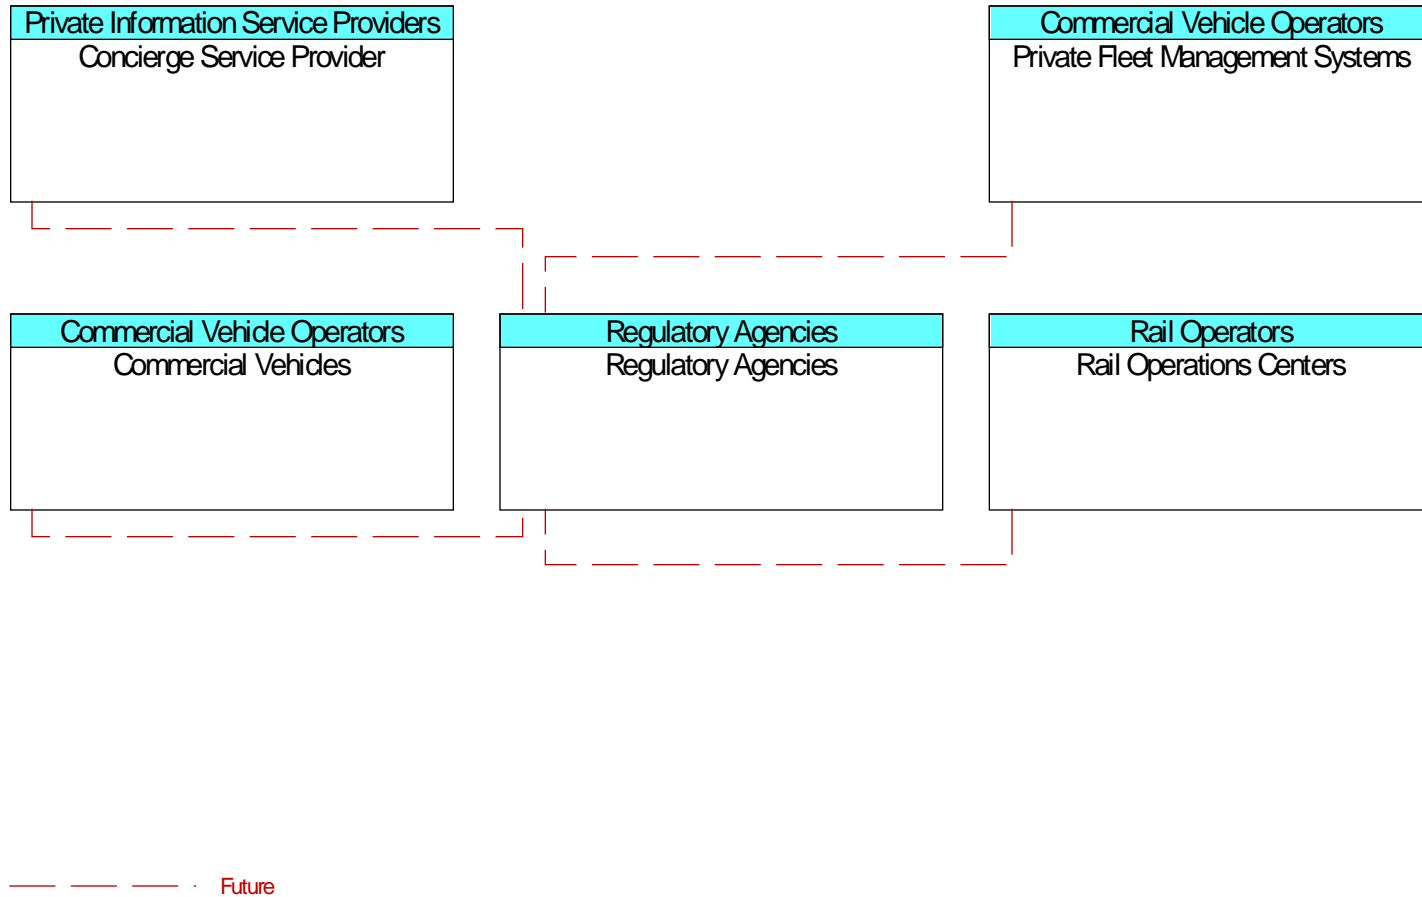 Private Information Service Providers
Concierge Service Provider
Commercial Vehicle Operators
Private Fleet Management Systems
Commercial Vehicle Operators
Commercial Vehicles
Regulatory Agencies
Regulatory Agencies
Rail Operators
Rail Operations Centers
Future